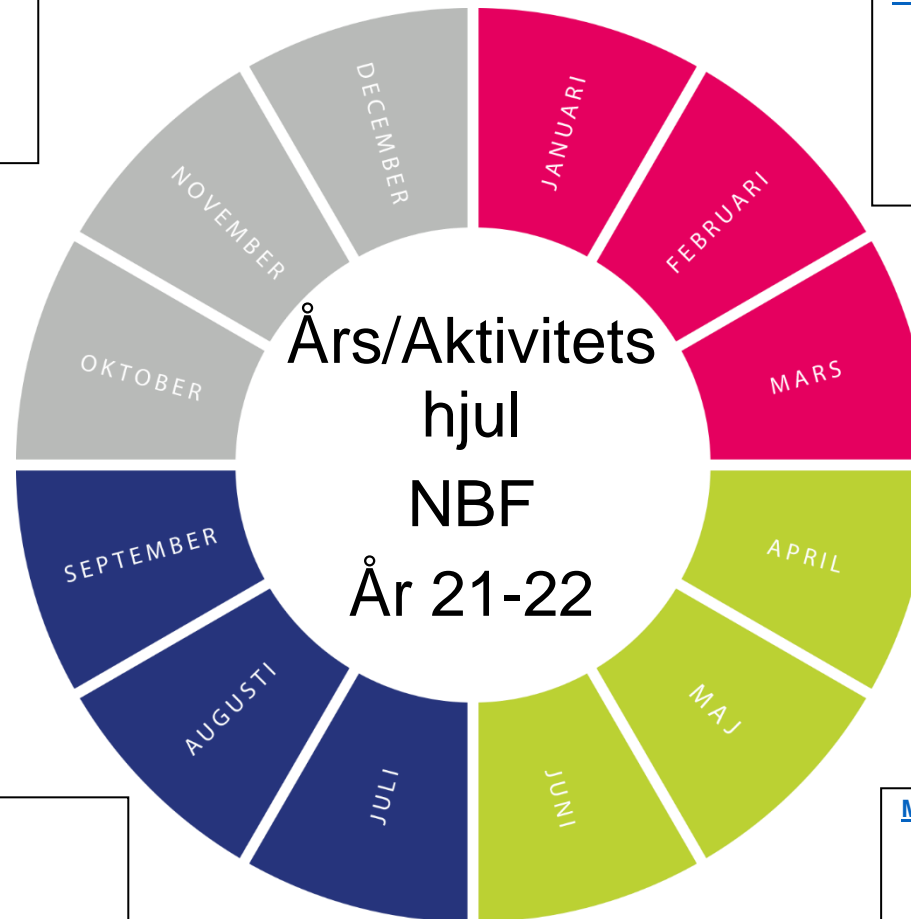 JANUARI
FEBRUARI
MARS
APRIL
MAJ
JUNI
JULI
AUGUSTI
SEPTEMBER
OKTOBER
NOVEMBER
DECEMBER
Års/Aktivitets
hjul
NBF
År 21-22